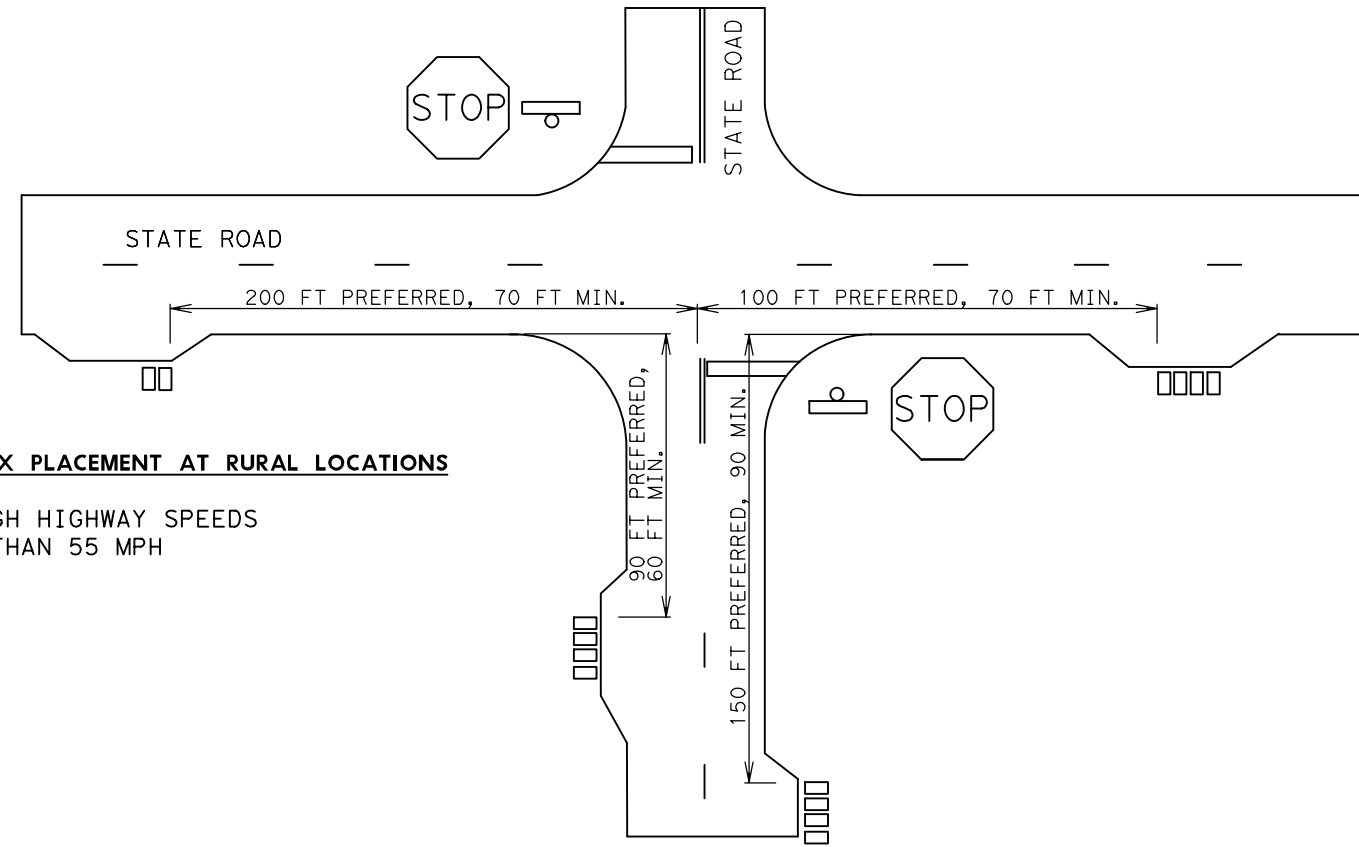 STATE ROAD
STOP
STATE ROAD
200 FT PREFERRED, 70 FT MIN.
100 FT PREFERRED, 70 FT MIN.
90 FT PREFERRED,
60 FT MIN.
150 FT PREFERRED, 90 MIN.
STOP
X PLACEMENT AT RURAL LOCATIONS
GH HIGHWAY SPEEDS
THAN 55 MPH